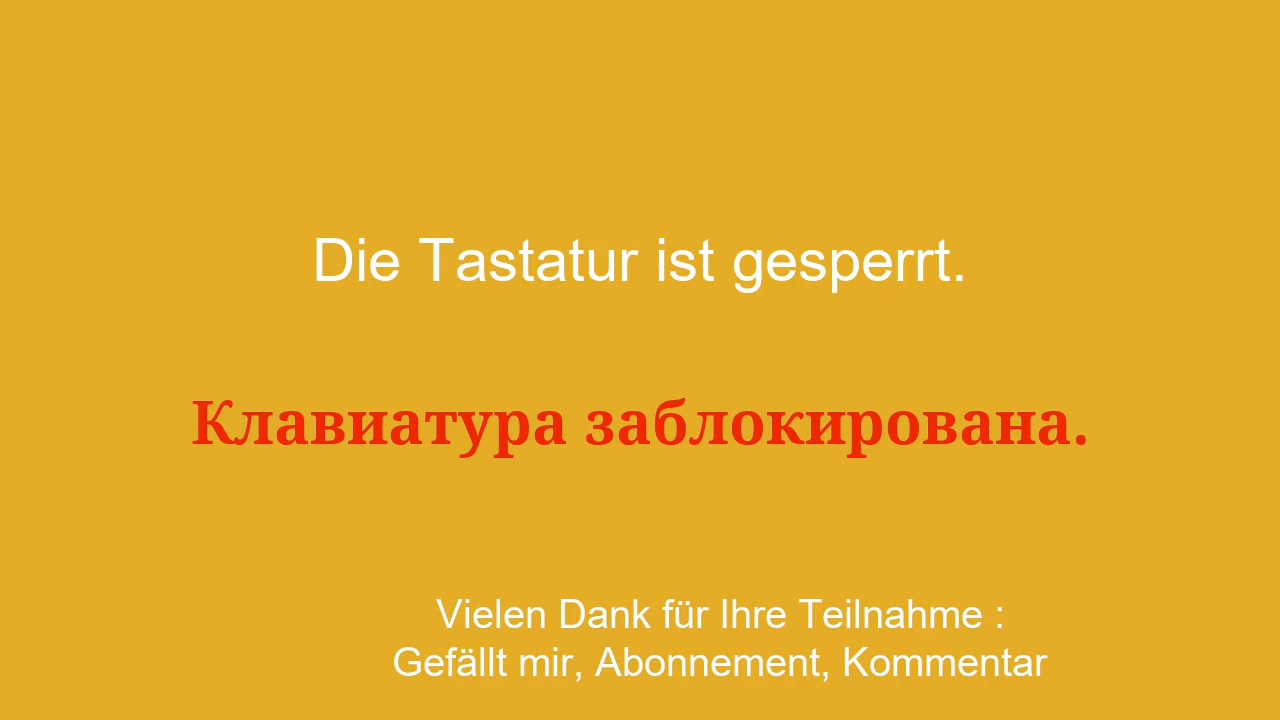 Die Tastatur ist gesperrt.
Клавиатура заблокирована.
Vielen Dank für Ihre Teilnahme :
Gefällt mir, Abonnement, Kommentar